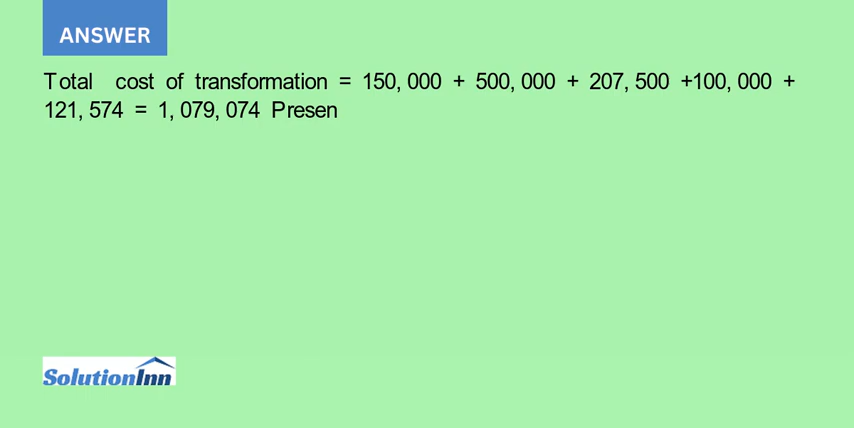 ANSWER
Total cost of transformation = 150, 000 + 500, 000 + 207, 500 +100, 000 +
121, 574 = 1, 079, 074 Presen
SolutionInn